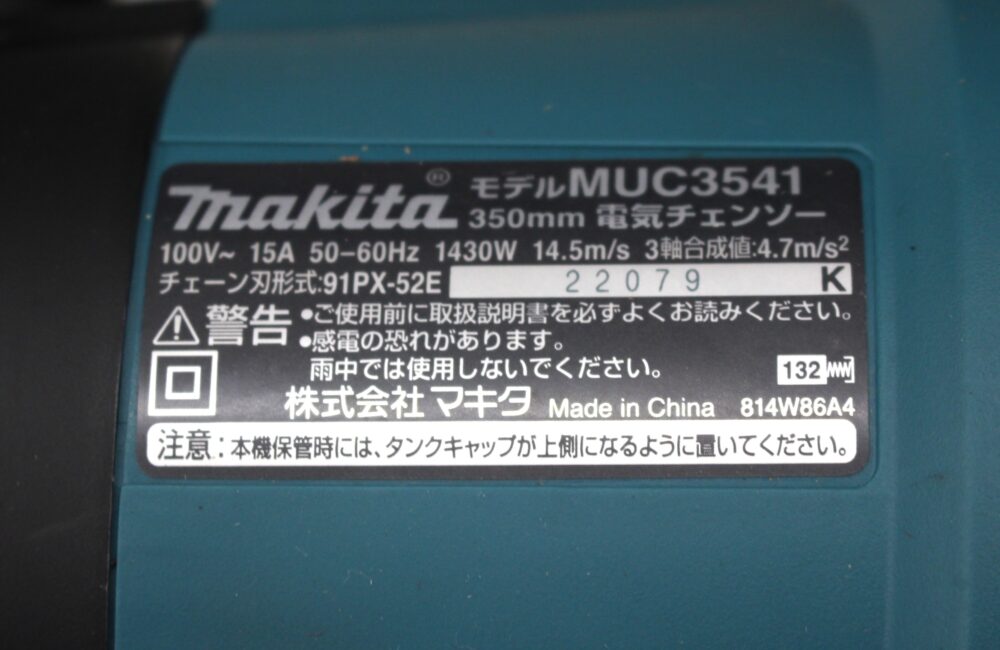 makita® モデルMUC3541
350mm 電気チェンソー
100V~ 15A 50-60Hz 1430W 14.5m/s 3軸合成値:4.7m/s²
チェーン刃形式:91PX-52E 22079 K
警告 •ご使用前に取扱説明書を必ずよくお読みください。
•感電の恐れがあります。
雨中では使用しないでください。
132
株式会社 マキタ Made in China 814W86A4
注意:本機保管時には、タンクキャップが上側になるように置いてください。